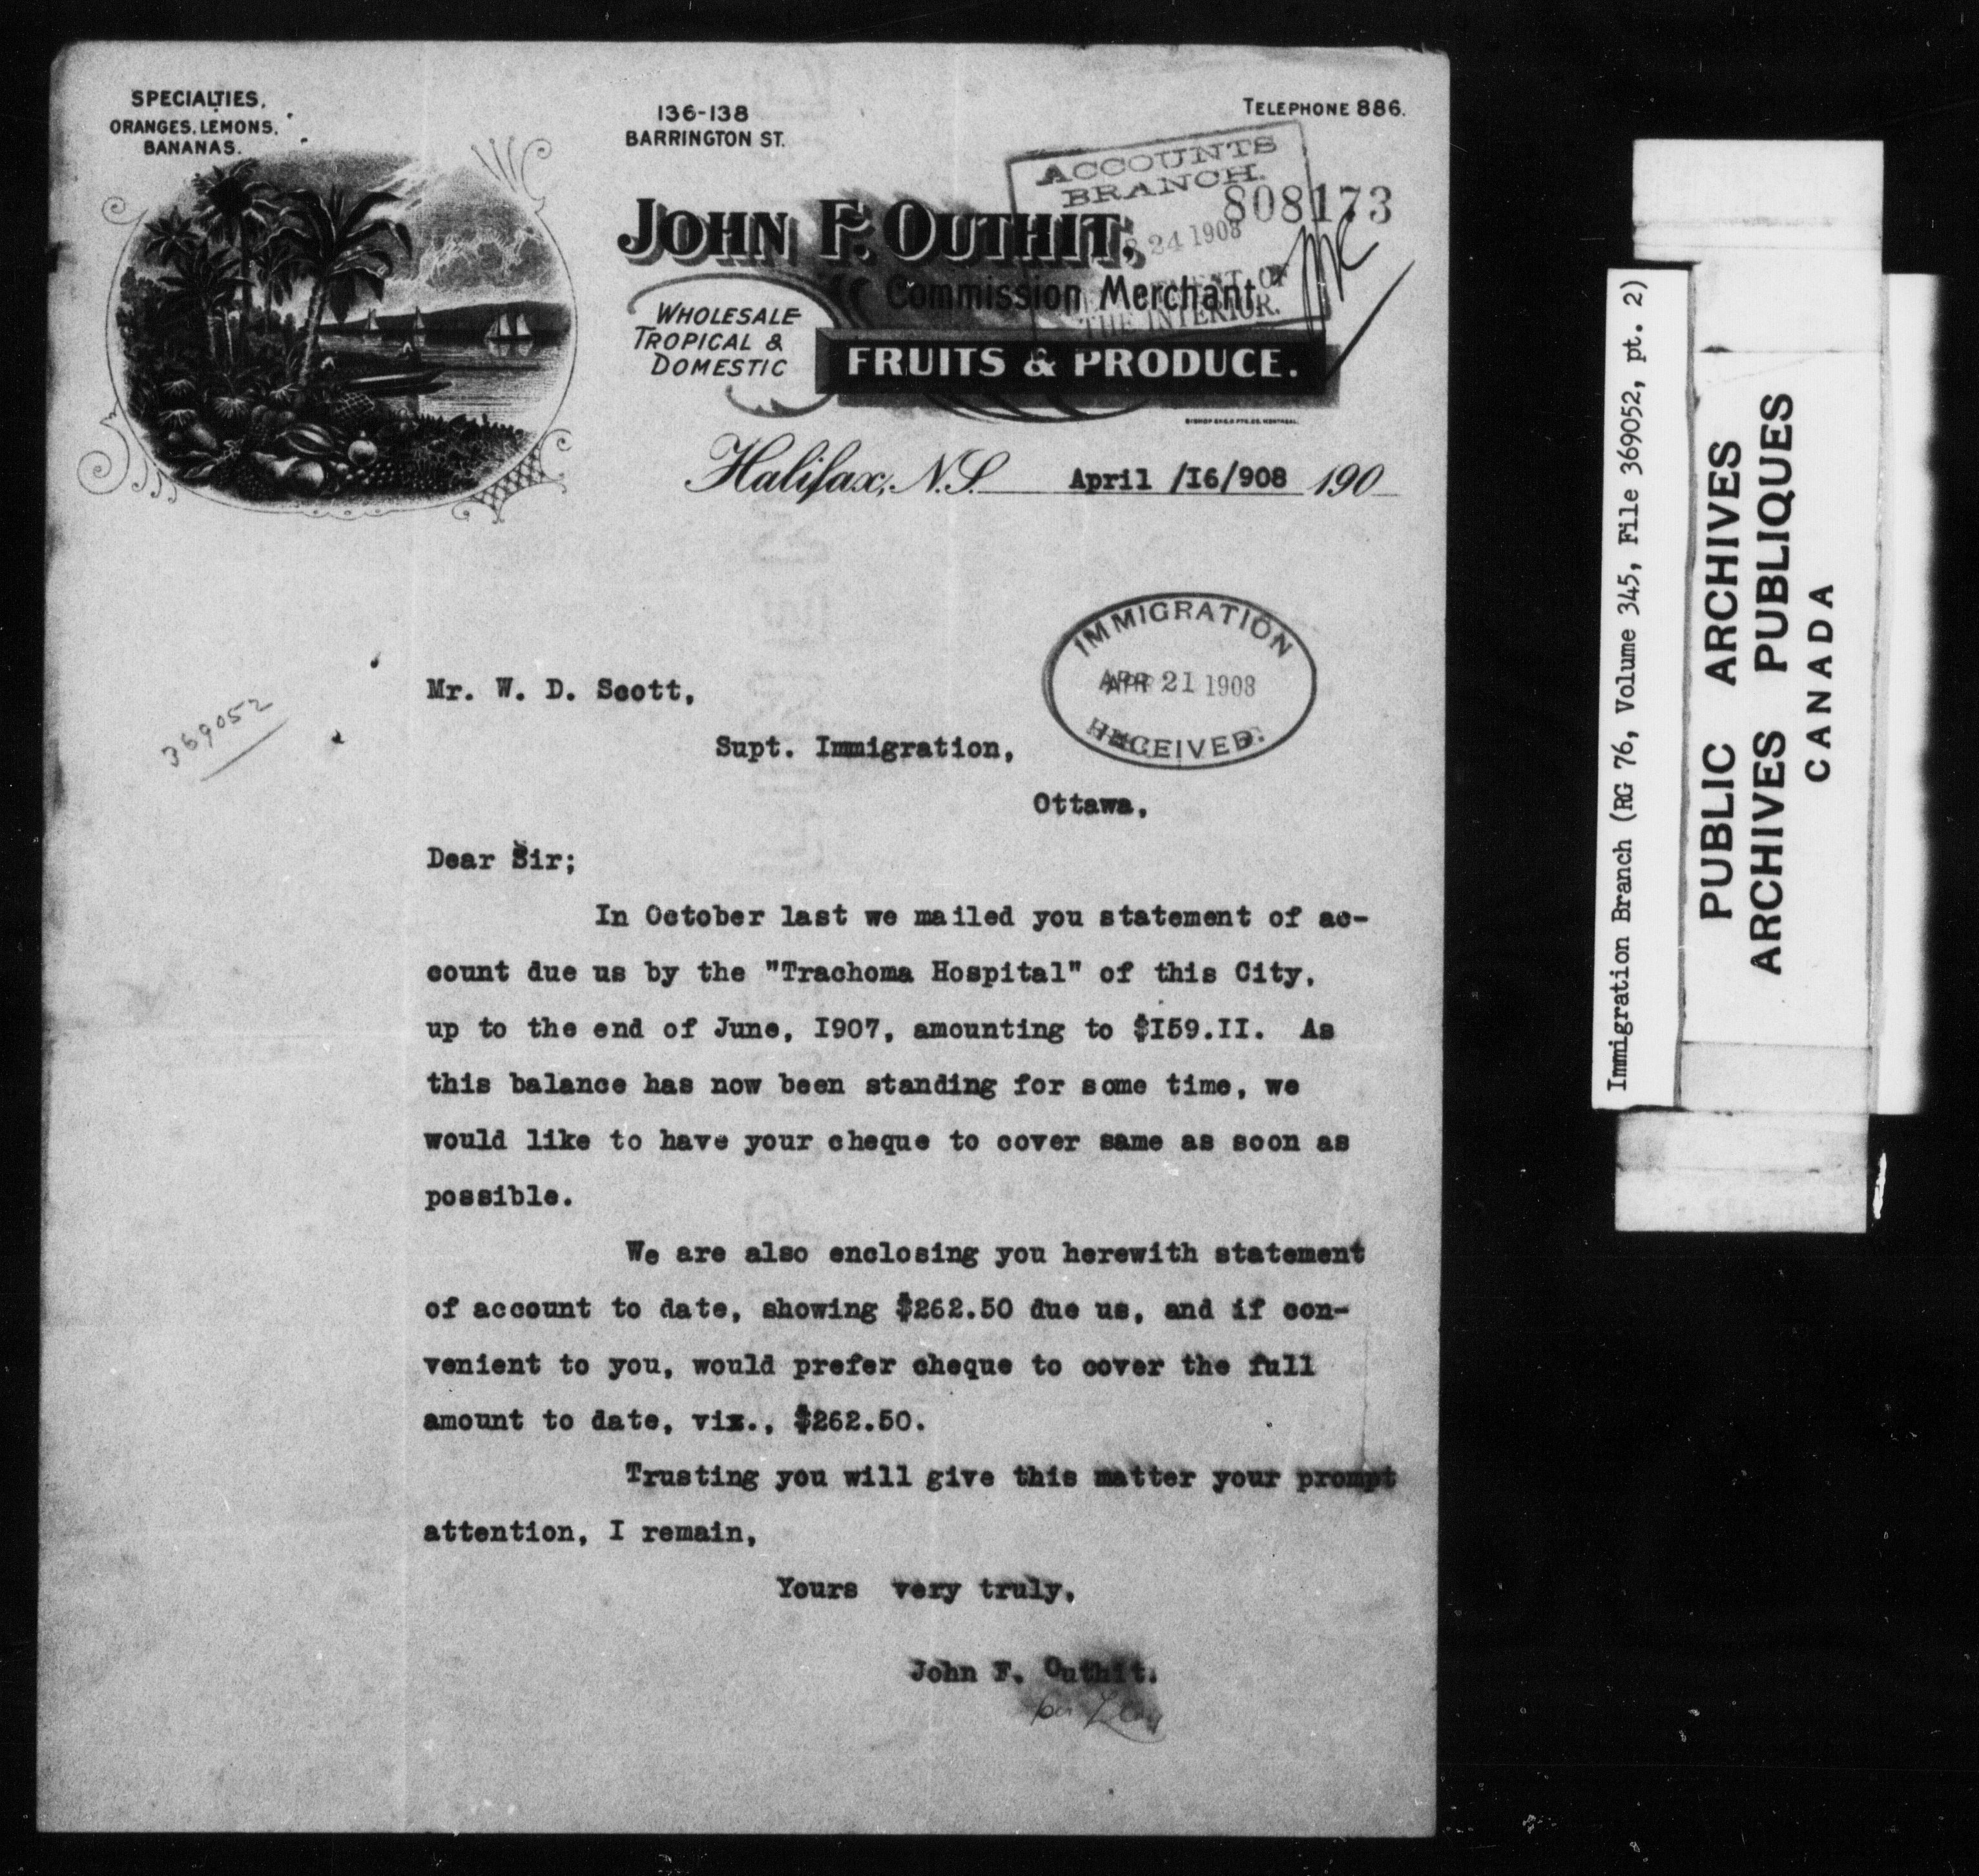 SPECIALTIES,
ORANGES, LEMONS,
BANANAS.
136-138
BARRINGTON ST.
TELEPHONE 886.
ACCOUNTS
BRANCH.
808173
24 1908
THE INTERIOR.
JOHN F. OUTHIT,
Commission Merchant
WHOLESALE
TROPICAL &
DOMESTIC
FRUITS & PRODUCE.
Halifax, N.S. April /I6/908 190
IMMIGRATION
APR 21 1908
RECEIVED.
369052
Mr. W. D. Scott,
Supt. Immigration,
Ottawa,
Dear Sir;
In October last we mailed you statement of ac-
count due us by the "Trachoma Hospital" of this City,
up to the end of June, I907, amounting to $I59.II. As
this balance has now been standing for some time, we
would like to have your cheque to cover same as soon as
possible.
We are also enclosing you herewith statement
of account to date, showing $262.50 due us, and if con-
venient to you, would prefer cheque to cover the full
amount to date, viz., $262.50.
Trusting you will give this matter your prompt
attention, I remain,
Yours very truly,
John F. Outhit.
per
Immigration Branch (RG 76, Volume 345, File 369052, pt. 2)
PUBLIC ARCHIVES
ARCHIVES PUBLIQUES
CANADA